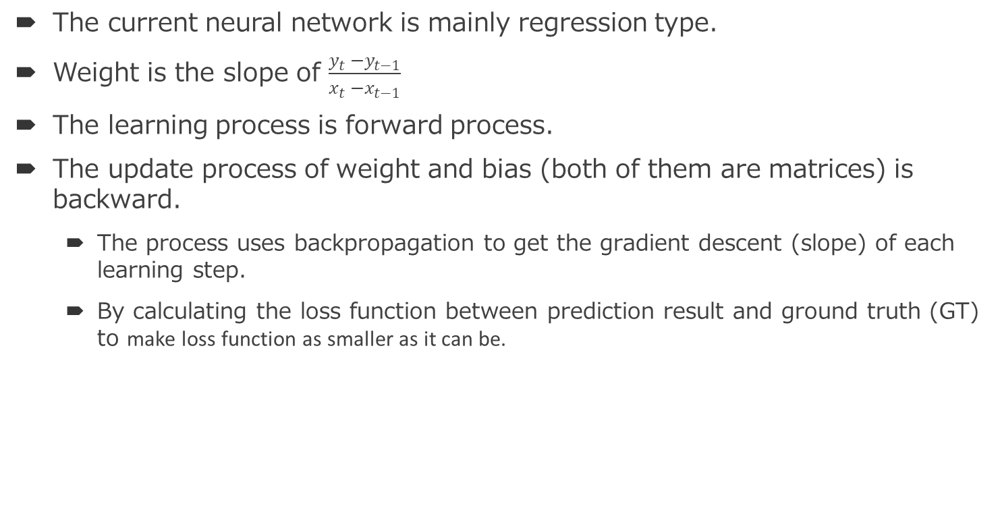 The current neural network is mainly regression type.
Weight is the slope of \frac{y_t - y_{t-1}}{x_t - x_{t-1}}
The learning process is forward process.
The update process of weight and bias (both of them are matrices) is
backward.
The process uses backpropagation to get the gradient descent (slope) of each
learning step.
By calculating the loss function between prediction result and ground truth (GT)
to make loss function as smaller as it can be.